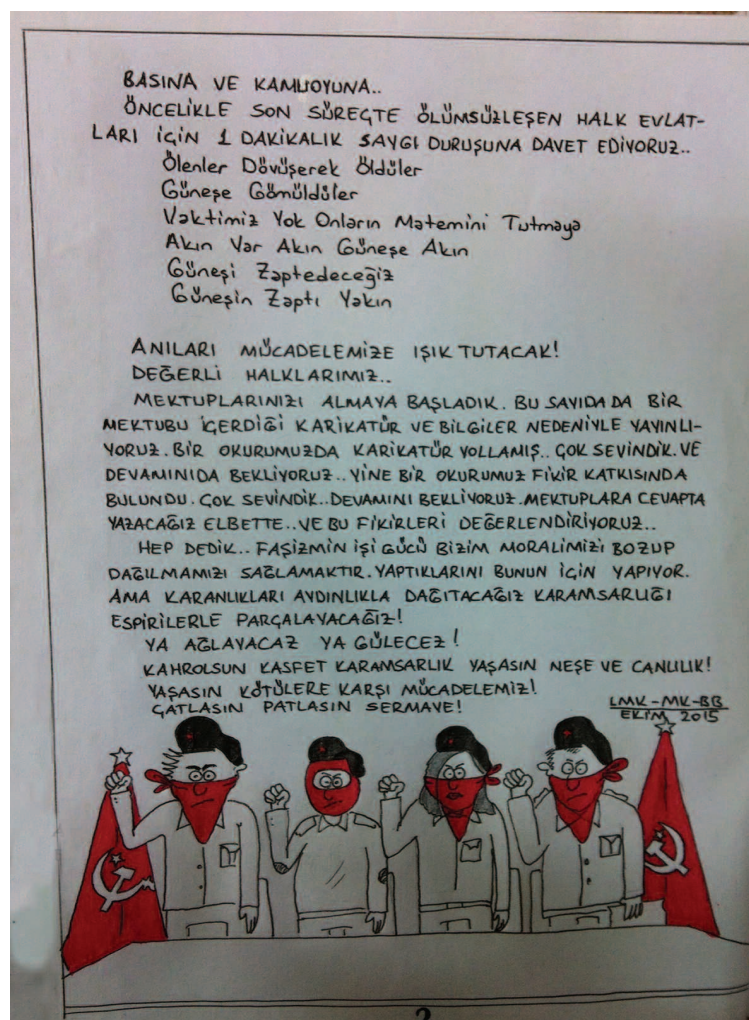 BASINA VE KAMUOYUNA..
ÖNCELİKLE SON SÜREÇTE ÖLÜMSÜZLEŞEN HALK EVLAT-
LARI İÇİN 1 DAKİKALIK SAYGI DURUŞUNA DAVET EDİYORUZ..
Ölenler Dövüşerek Öldüler
Güneşe Gömüldüler
Vaktimiz Yok Onların Matemini Tutmaya
Akın Var Akın Güneşe Akın
Güneşi Zaptedeceğiz
Güneşin Zaptı Yakın
ANILARI MÜCADELEMİZE IŞIK TUTACAK!
DEĞERLİ HALKLARIMIZ..
MEKTUPLARINIZI ALMAYA BAŞLADIK. BU SAYIDA DA BİR
MEKTUBU İÇERDİĞİ KARİKATÜR VE BİLGİLER NEDENİYLE YAYINLI-
YORUZ. BİR OKURUMUZDA KARİKATÜR YOLLAMIŞ.. ÇOK SEVİNDİK. VE
DEVAMINIDA BEKLİYORUZ.. YİNE BİR OKURUMUZ FİKİR KATKISINDA
BULUNDU. ÇOK SEVİNDİK.. DEVAMINI BEKLİYORUZ. MEKTUPLARA CEVAPTA
YAZACAĞIZ ELBETTE.. VE BU FİKİRLERİ DEĞERLENDİRİYORUZ..
HEP DEDİK.. FAŞİZMİN İŞİ GÜCÜ BİZİM MORALİMİZİ BOZUP
DAĞILMAMIZI SAĞLAMAKTIR. YAPTIKLARINI BUNUN İÇİN YAPIYOR.
AMA KARANLIKLARI AYDINLIKLA DAĞITACAĞIZ KARAMSARLIĞI
ESPİRİLERLE PARÇALAYACAĞIZ!
YA AĞLAYACAZ YA GÜLECEZ!
KAHROLSUN KASFET KARAMSARLIK YAŞASIN NEŞE VE CANLILIK!
YAŞASIN KÖTÜLERE KARŞI MÜCADELEMİZ!
ÇATLASIN PATLASIN SERMAYE!
LMK-MK-BB
EKİM 2015
2